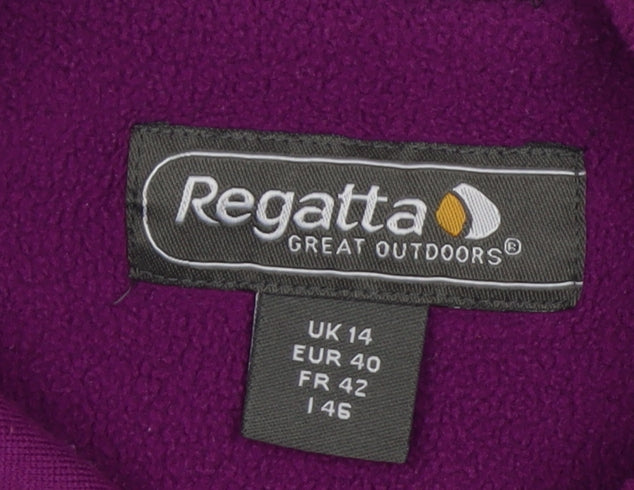 Regatta
GREAT OUTDOORS®
UK 14
EUR 40
FR 42
I 46